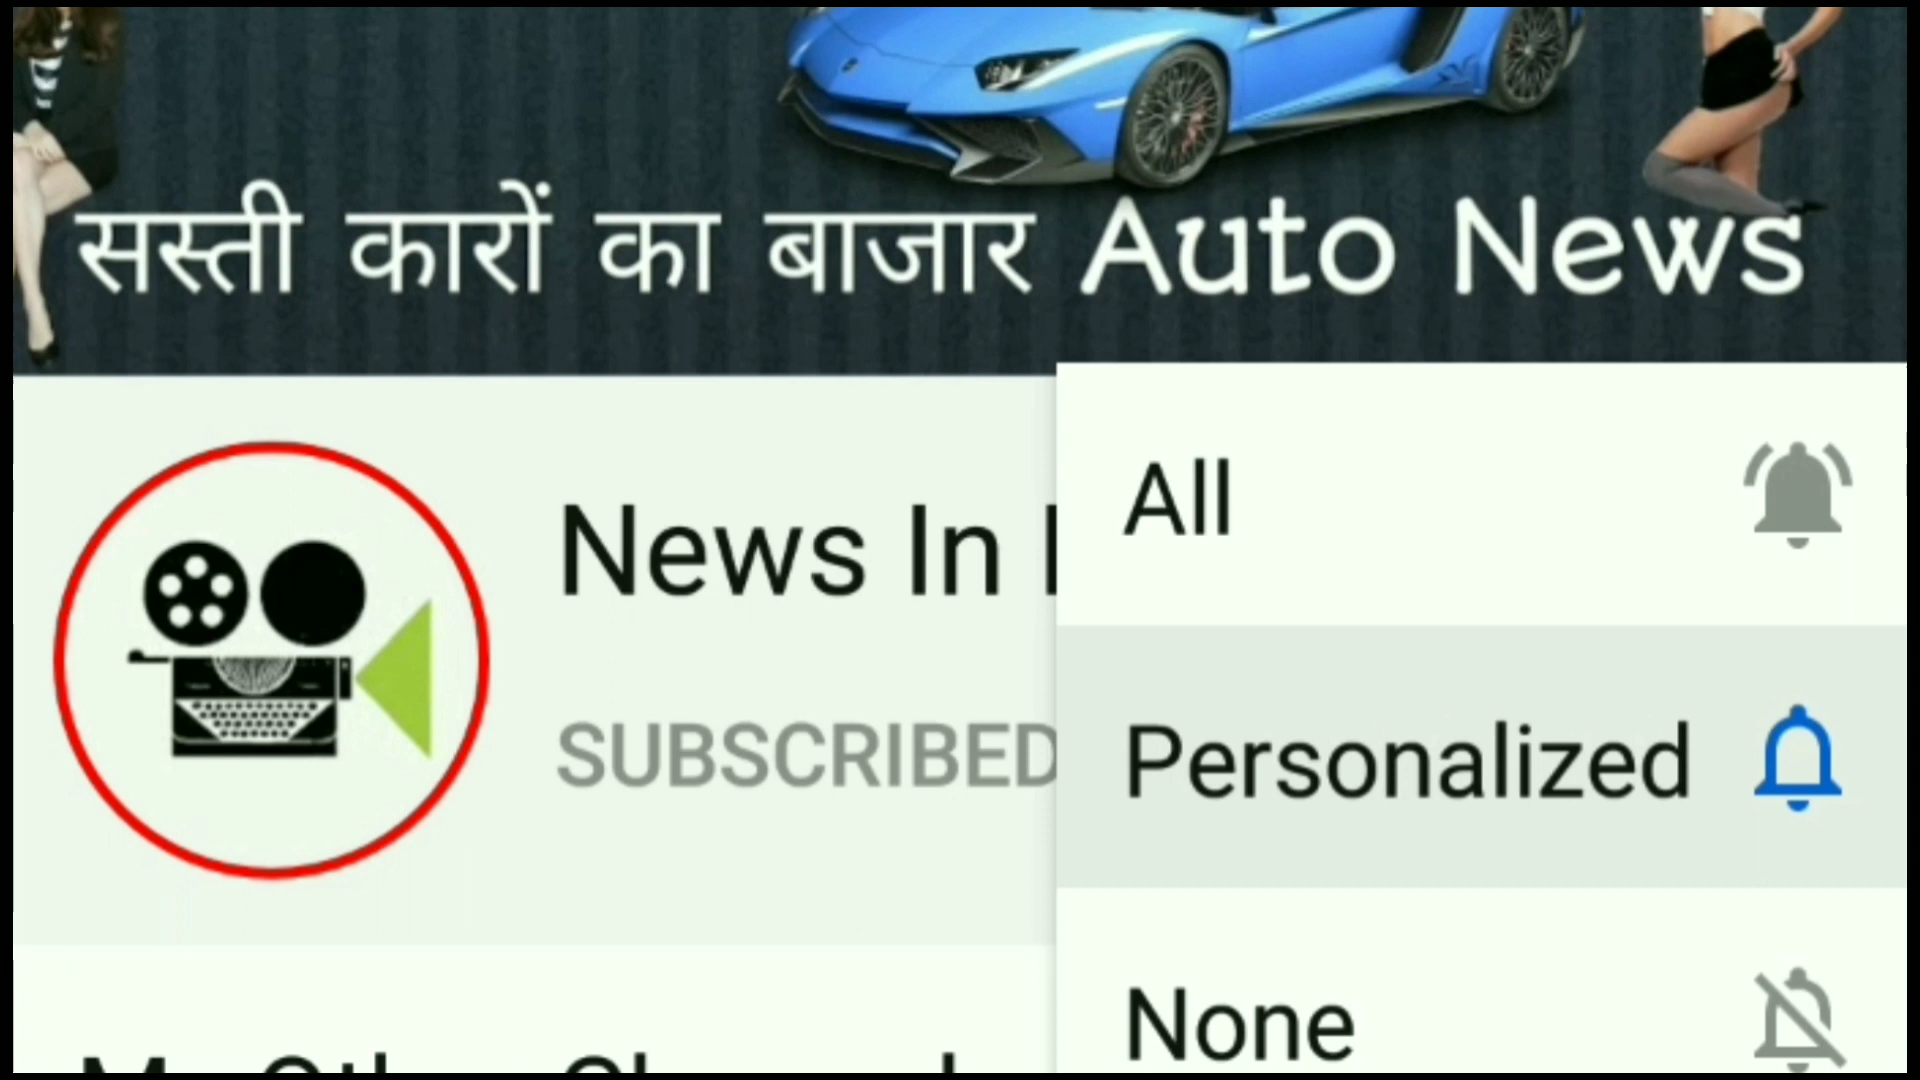 सस्ती कारों का बाजार Auto News
News In
SUBSCRIBED
All
Personalized
None